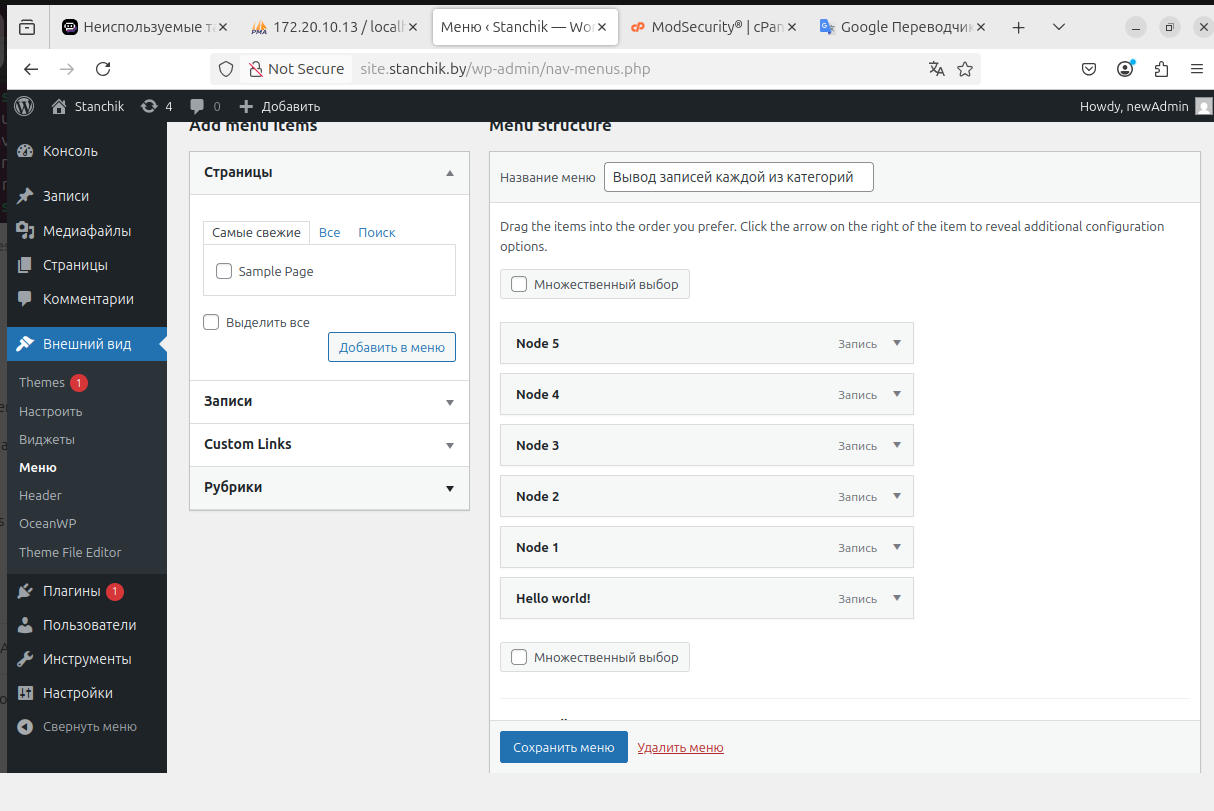 Неиспользуемые та
172.20.10.13 / localh
Меню ‹ Stanchik — Wor
ModSecurity® | cPan
Google Переводчик
Not Secure
site.stanchik.by/wp-admin/nav-menus.php
Stanchik
4
0
Добавить
Howdy, newAdmin
Консоль
Записи
Медиафайлы
Страницы
Комментарии
Внешний вид
Themes 1
Настроить
Виджеты
Меню
Header
OceanWP
Theme File Editor
Плагины 1
Пользователи
Инструменты
Настройки
Свернуть меню
Add menu items
Страницы
Самые свежие
Все
Поиск
Sample Page
Выделить все
Добавить в меню
Записи
Custom Links
Рубрики
Menu structure
Название меню
Вывод записей каждой из категорий
Drag the items into the order you prefer. Click the arrow on the right of the item to reveal additional configuration
options.
Множественный выбор
Node 5 Запись
Node 4 Запись
Node 3 Запись
Node 2 Запись
Node 1 Запись
Hello world! Запись
Множественный выбор
Сохранить меню
Удалить меню